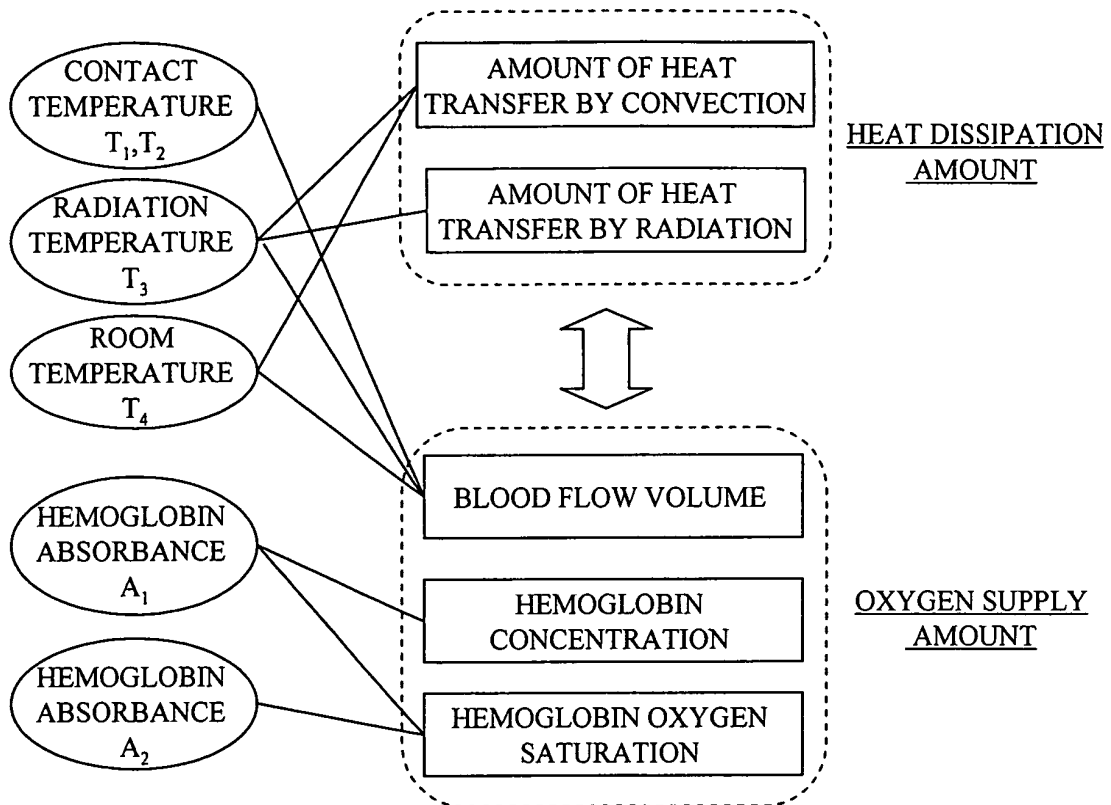 CONTACT
TEMPERATURE
T1,T2
RADIATION
TEMPERATURE
T3
ROOM
TEMPERATURE
T4
HEMOGLOBIN
ABSORBANCE
A1
HEMOGLOBIN
ABSORBANCE
A2
AMOUNT OF HEAT
TRANSFER BY CONVECTION
AMOUNT OF HEAT
TRANSFER BY RADIATION
HEAT DISSIPATION
AMOUNT
BLOOD FLOW VOLUME
HEMOGLOBIN
CONCENTRATION
HEMOGLOBIN OXYGEN
SATURATION
OXYGEN SUPPLY
AMOUNT